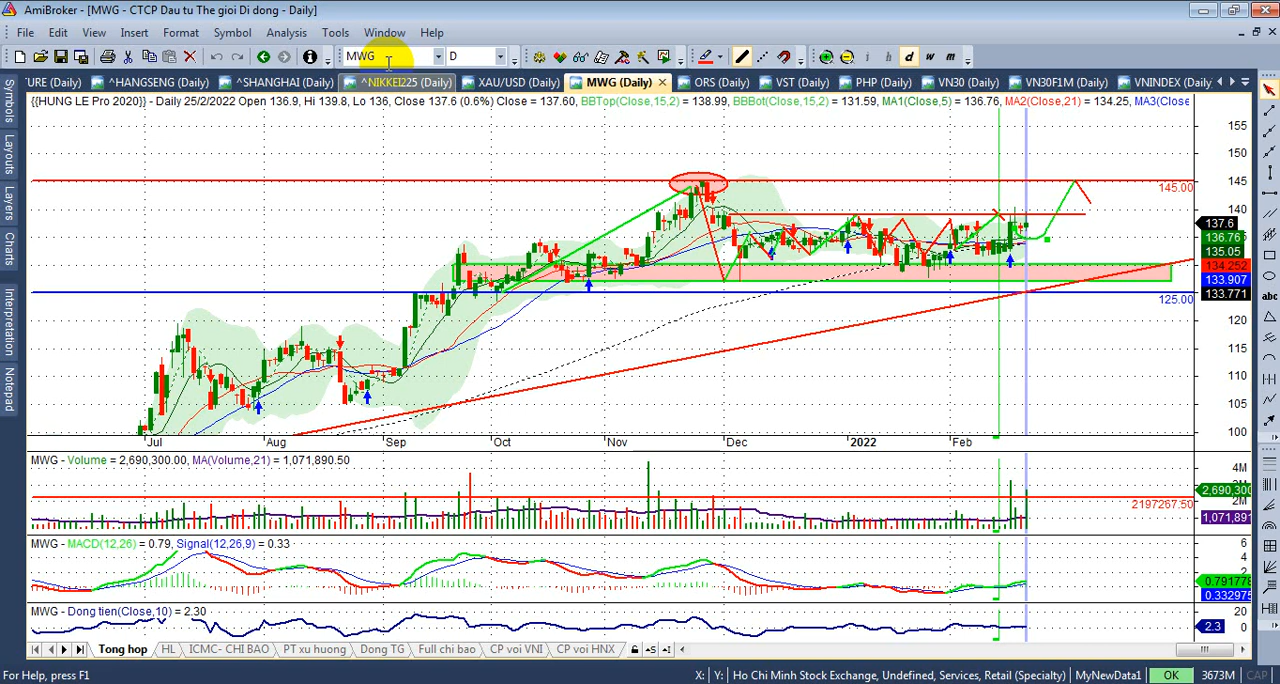 AmiBroker - [MWG - CTCP Dau tu The gioi Di dong - Daily]
File Edit View Insert Format Symbol Analysis Tools Window Help
MWG D h d w m
^URE (Daily) ^HANGSENG (Daily) ^SHANGHAI (Daily) ^NIKKEI225 (Daily) XAU/USD (Daily) MWG (Daily) ORS (Daily) VST (Daily) PHP (Daily) VN30 (Daily) VN30F1M (Daily) VNINDEX (Daily)
{{HUNG LE Pro 2020}} - Daily 25/2/2022 Open 136.9, Hi 139.8, Lo 136, Close 137.6 (0.6%) Close = 137.60, BBTop(Close,15,2) = 138.99, BBBot(Close,15,2) = 131.59, MA1(Close,5) = 136.76, MA2(Close,21) = 134.25, MA3(Close
Symbols
Layouts
Layers
Charts
Interpretation
Notepad
155
150
145
145.00
140
137.6
136.76
135.05
134.252
133.907
133.771
125.00
120
115
110
105
100
abc
Jul Aug Sep Oct Nov Dec 2022 Feb
MWG - Volume = 2,690,300.00, MA(Volume,21) = 1,071,890.50
4M
2,690,300
2M
2197267.50
1,071,891
MWG - MACD(12,26) = 0.79, Signal(12,26,9) = 0.33
6
4
2
0.791778
0.332975
MWG - Dong tien(Close,10) = 2.30
20
2.3
0
Tong hop HL ICMC- CHI BAO PT xu huong Dong TG Full chi bao CP voi VNI CP voi HNX
For Help, press F1 X: Y: Ho Chi Minh Stock Exchange, Undefined, Services, Retail (Specialty) MyNewData1 OK 3673M CAP